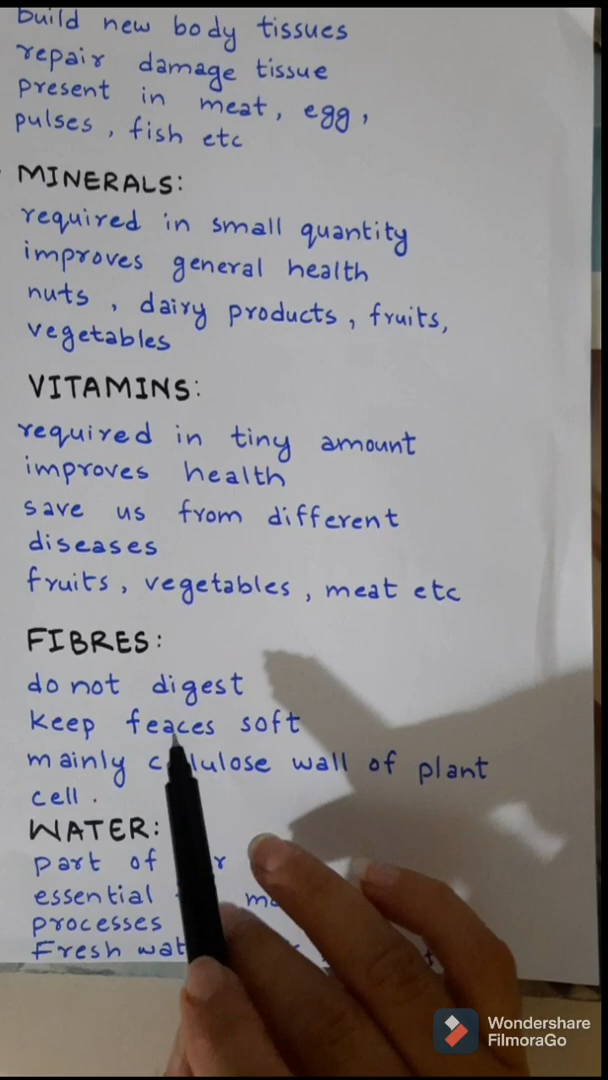 build new body tissues
repair damage tissue
present in meat, egg,
pulses, fish etc
MINERALS:
required in small quantity
improves general health
nuts, dairy products, fruits,
vegetables
VITAMINS:
required in tiny amount
improves health
save us from different
diseases
fruits, vegetables, meat etc
FIBRES:
do not digest
keep feaces soft
mainly wall of plant
cell.
WATER:
part of
essential
processes
Fresh
Wondershare
FilmoraGo